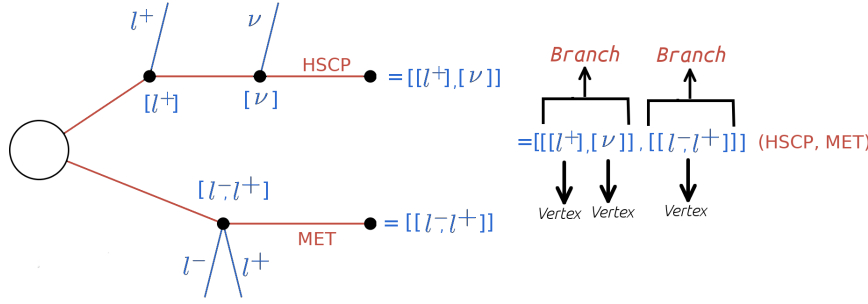 l⁺
ν
HSCP
= [[l⁺],[ν]]
[l⁺]
[ν]
[l⁻,l⁺]
MET
= [[l⁻,l⁺]]
l⁻
l⁺
Branch
Branch
=[[[l⁺],[ν]],[[l⁻,l⁺]]] (HSCP, MET)
Vertex
Vertex
Vertex